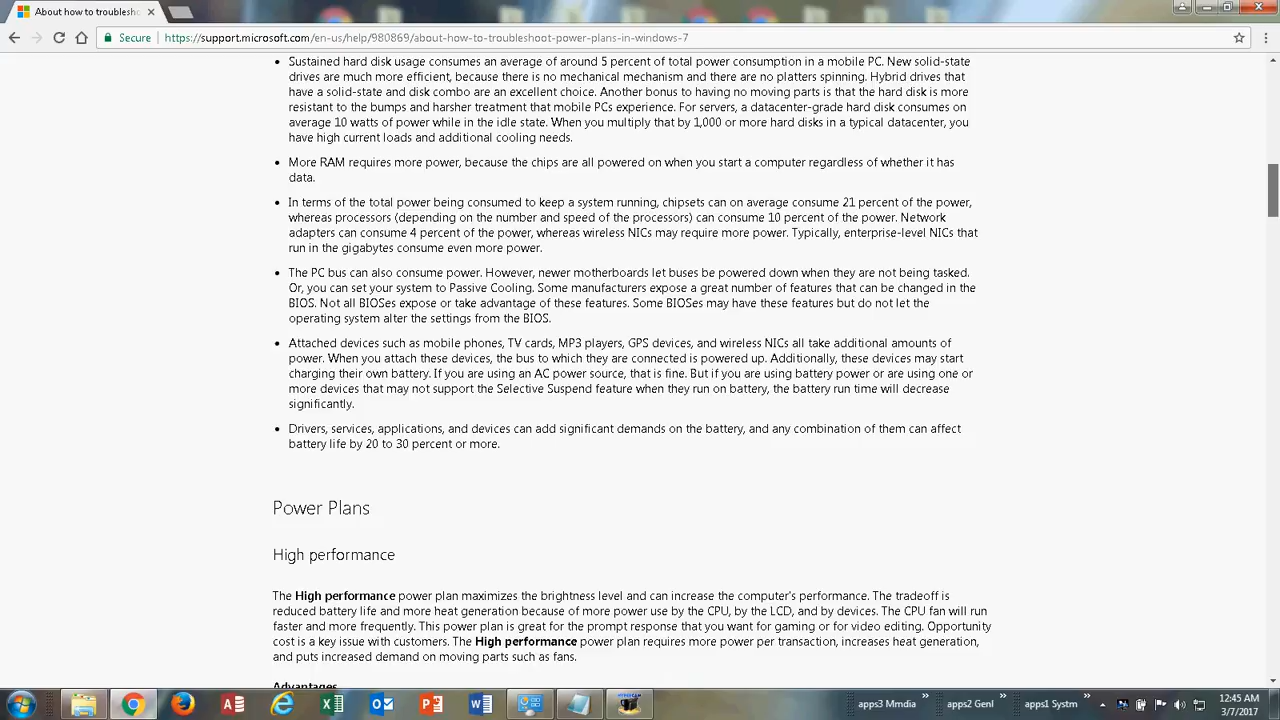 About how to troublesho
Secure
https://support.microsoft.com/en-us/help/980869/about-how-to-troubleshoot-power-plans-in-windows-7
• Sustained hard disk usage consumes an average of around 5 percent of total power consumption in a mobile PC. New solid-state
drives are much more efficient, because there is no mechanical mechanism and there are no platters spinning. Hybrid drives that
have a solid-state and disk combo are an excellent choice. Another bonus to having no moving parts is that the hard disk is more
resistant to the bumps and harsher treatment that mobile PCs experience. For servers, a datacenter-grade hard disk consumes on
average 10 watts of power while in the idle state. When you multiply that by 1,000 or more hard disks in a typical datacenter, you
have high current loads and additional cooling needs.
• More RAM requires more power, because the chips are all powered on when you start a computer regardless of whether it has
data.
• In terms of the total power being consumed to keep a system running, chipsets can on average consume 21 percent of the power,
whereas processors (depending on the number and speed of the processors) can consume 10 percent of the power. Network
adapters can consume 4 percent of the power, whereas wireless NICs may require more power. Typically, enterprise-level NICs that
run in the gigabytes consume even more power.
• The PC bus can also consume power. However, newer motherboards let buses be powered down when they are not being tasked.
Or, you can set your system to Passive Cooling. Some manufacturers expose a great number of features that can be changed in the
BIOS. Not all BIOSes expose or take advantage of these features. Some BIOSes may have these features but do not let the
operating system alter the settings from the BIOS.
• Attached devices such as mobile phones, TV cards, MP3 players, GPS devices, and wireless NICs all take additional amounts of
power. When you attach these devices, the bus to which they are connected is powered up. Additionally, these devices may start
charging their own battery. If you are using an AC power source, that is fine. But if you are using battery power or are using one or
more devices that may not support the Selective Suspend feature when they run on battery, the battery run time will decrease
significantly.
• Drivers, services, applications, and devices can add significant demands on the battery, and any combination of them can affect
battery life by 20 to 30 percent or more.
Power Plans
High performance
The High performance power plan maximizes the brightness level and can increase the computer's performance. The tradeoff is
reduced battery life and more heat generation because of more power use by the CPU, by the LCD, and by devices. The CPU fan will run
faster and more frequently. This power plan is great for the prompt response that you want for gaming or for video editing. Opportunity
cost is a key issue with customers. The High performance power plan requires more power per transaction, increases heat generation,
and puts increased demand on moving parts such as fans.
Advantages
apps3 Mmdia
apps2 Genl
apps1 Systm
12:45 AM
3/7/2017